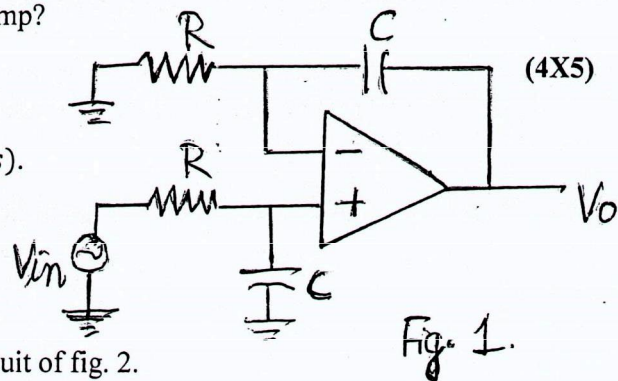 mp?
R
C
(4X5)
s).
R
−
+
Vo
Vin
C
Fig. 1.
uit of fig. 2.